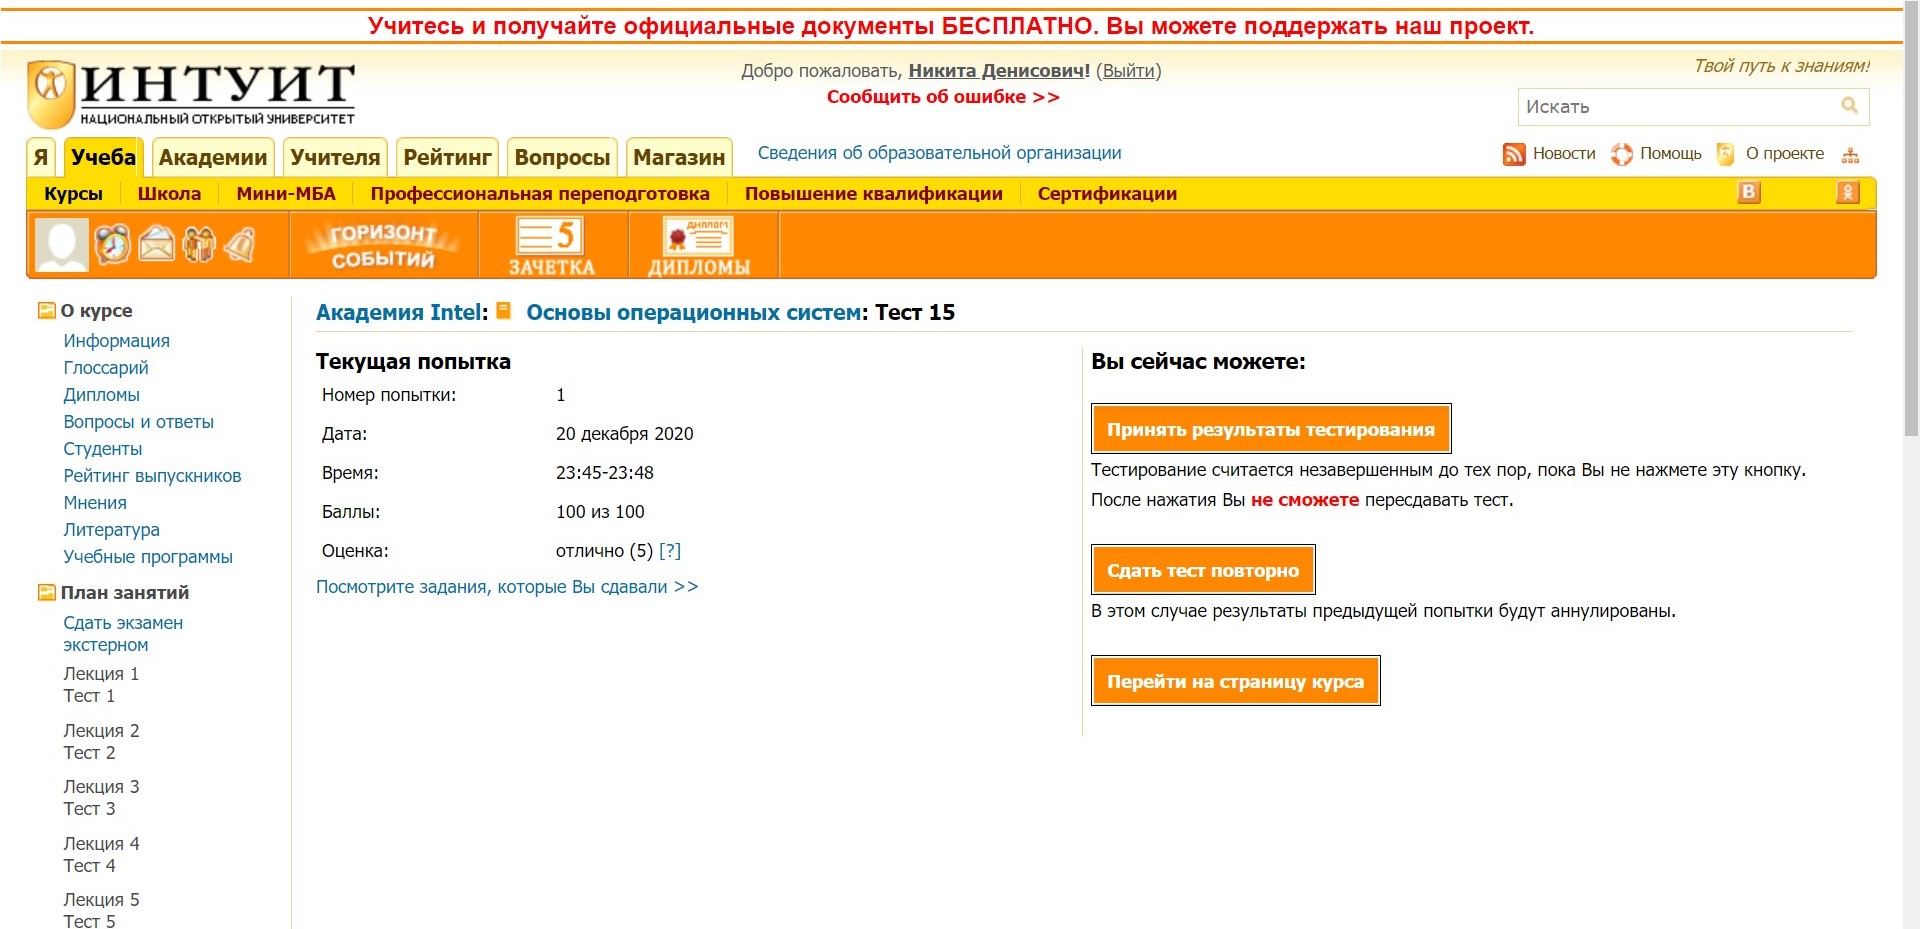 Учитесь и получайте официальные документы БЕСПЛАТНО. Вы можете поддержать наш проект.
ИНТУИТ
НАЦИОНАЛЬНЫЙ ОТКРЫТЫЙ УНИВЕРСИТЕТ
Добро пожаловать, Никита Денисович! (Выйти)
Сообщить об ошибке >>
Твой путь к знаниям!
Искать
Я Учеба Академии Учителя Рейтинг Вопросы Магазин Сведения об образовательной организации Новости Помощь О проекте
Курсы Школа Мини-МБА Профессиональная переподготовка Повышение квалификации Сертификации В
ГОРИЗОНТ СОБЫТИЙ
5 ЗАЧЕТКА
ДИПЛОМ ДИПЛОМЫ
О курсе
Информация
Глоссарий
Дипломы
Вопросы и ответы
Студенты
Рейтинг выпускников
Мнения
Литература
Учебные программы
План занятий
Сдать экзамен
экстерном
Лекция 1
Тест 1
Лекция 2
Тест 2
Лекция 3
Тест 3
Лекция 4
Тест 4
Лекция 5
Тест 5
Академия Intel: Основы операционных систем: Тест 15
Текущая попытка
Номер попытки: 1
Дата: 20 декабря 2020
Время: 23:45-23:48
Баллы: 100 из 100
Оценка: отлично (5) [?]
Посмотрите задания, которые Вы сдавали >>
Вы сейчас можете:
Принять результаты тестирования
Тестирование считается незавершенным до тех пор, пока Вы не нажмете эту кнопку.
После нажатия Вы не сможете пересдавать тест.
Сдать тест повторно
В этом случае результаты предыдущей попытки будут аннулированы.
Перейти на страницу курса